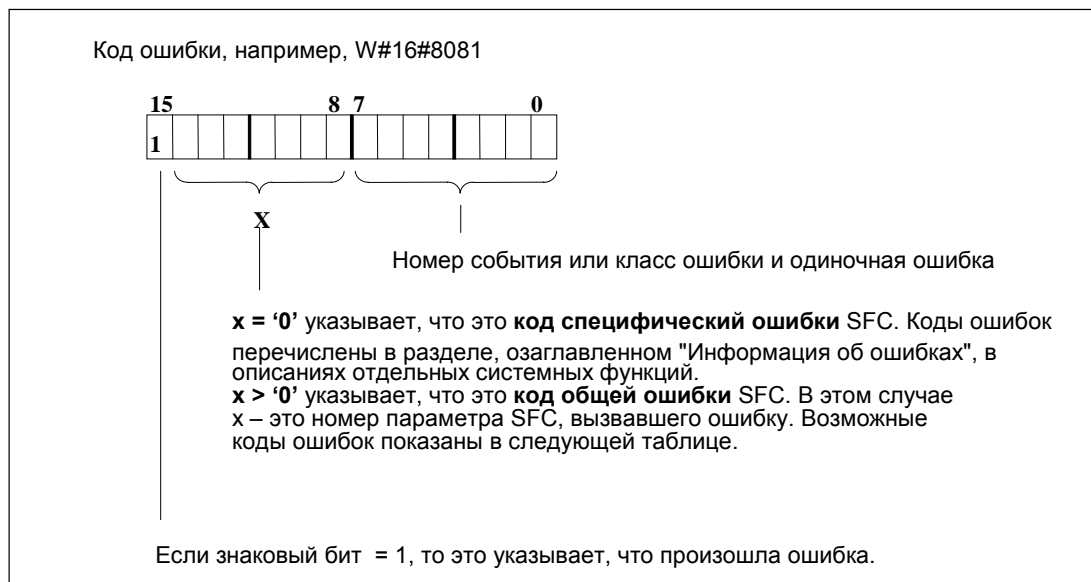 Код ошибки, например, W#16#8081
15 8 7 0
1
X
Номер события или класс ошибки и одиночная ошибка
x = ‘0’ указывает, что это код специфический ошибки SFC. Коды ошибок
перечислены в разделе, озаглавленном "Информация об ошибках", в
описаниях отдельных системных функций.
x > ‘0’ указывает, что это код общей ошибки SFC. В этом случае
x – это номер параметра SFC, вызвавшего ошибку. Возможные
коды ошибок показаны в следующей таблице.
Если знаковый бит = 1, то это указывает, что произошла ошибка.